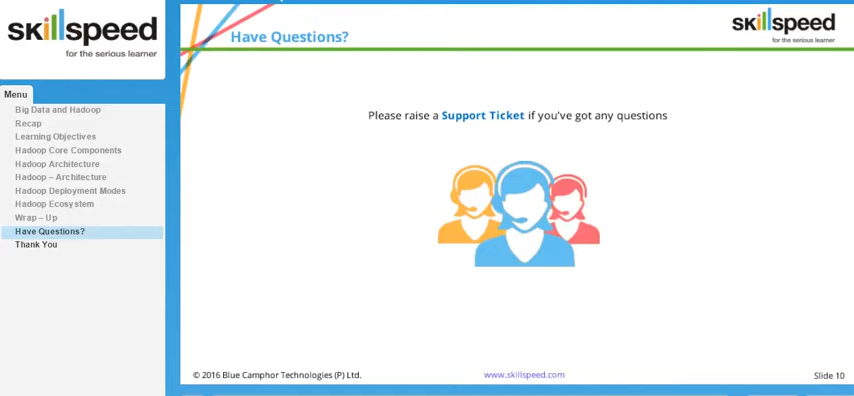 skillspeed
for the serious learner
Menu
Big Data and Hadoop
Recap
Learning Objectives
Hadoop Core Components
Hadoop Architecture
Hadoop – Architecture
Hadoop Deployment Modes
Hadoop Ecosystem
Wrap – Up
Have Questions?
Thank You
Have Questions?
skillspeed
for the serious learner
Please raise a Support Ticket if you've got any questions
© 2016 Blue Camphor Technologies (P) Ltd.
www.skillspeed.com
Slide 10